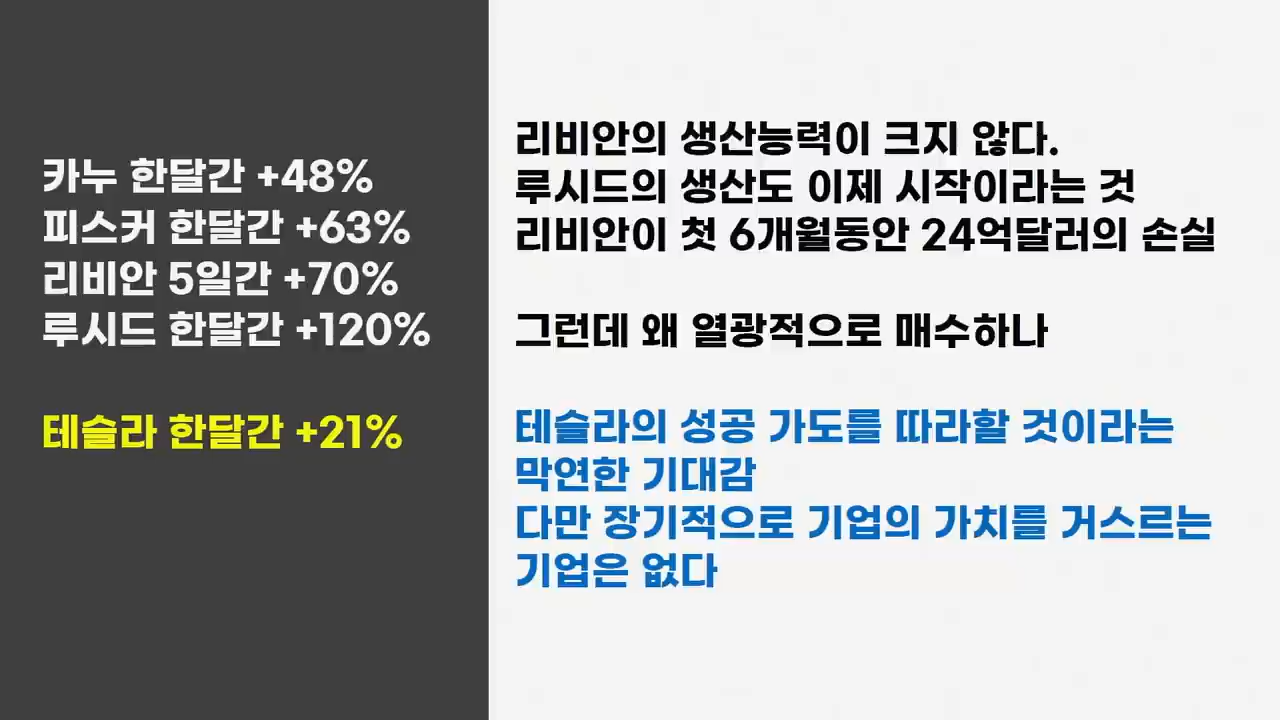 카누 한달간 +48%
피스커 한달간 +63%
리비안 5일간 +70%
루시드 한달간 +120%
테슬라 한달간 +21%
리비안의 생산능력이 크지 않다.
루시드의 생산도 이제 시작이라는 것
리비안이 첫 6개월동안 24억달러의 손실
그런데 왜 열광적으로 매수하나
테슬라의 성공 가도를 따라할 것이라는
막연한 기대감
다만 장기적으로 기업의 가치를 거스르는
기업은 없다